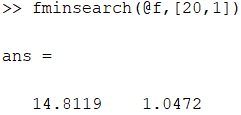 >> fminsearch(@f,[20,1])
ans =
14.8119 1.0472